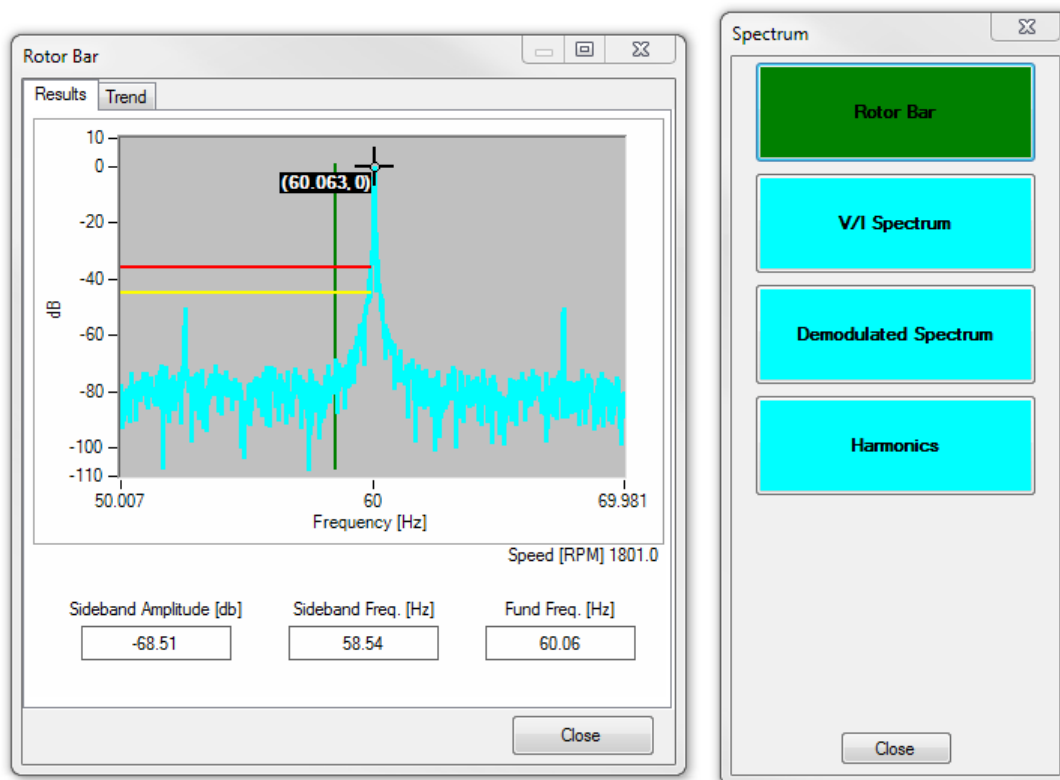 Rotor Bar
Results
Trend
10
0
-20
-40
-60
-80
-100
-110
dB
(60.063, 0)
50.007
60
69.981
Frequency [Hz]
Speed [RPM] 1801.0
Sideband Amplitude [db]
Sideband Freq. [Hz]
Fund Freq. [Hz]
-68.51
58.54
60.06
Close
Spectrum
Rotor Bar
V/I Spectrum
Demodulated Spectrum
Harmonics
Close